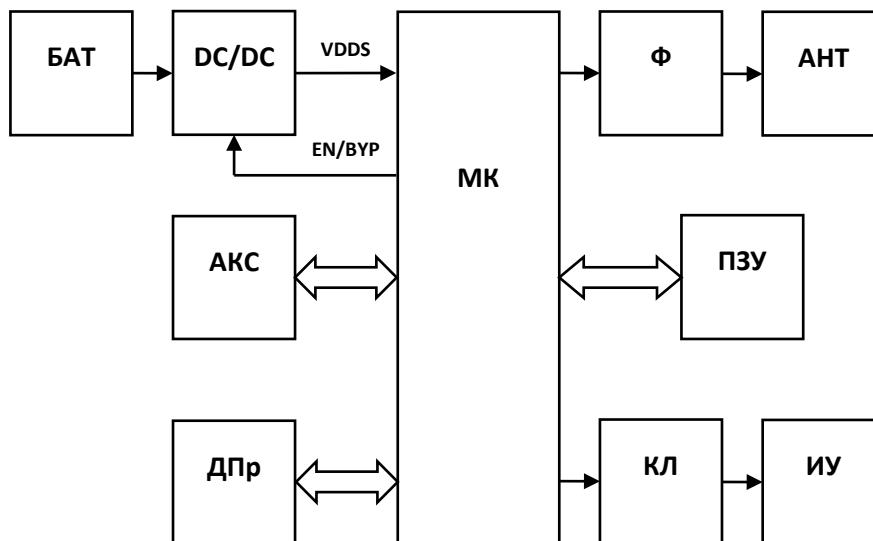 БАТ
DC/DC
VDDS
EN/BYP
МК
Ф
АНТ
АКС
ПЗУ
ДПр
КЛ
ИУ